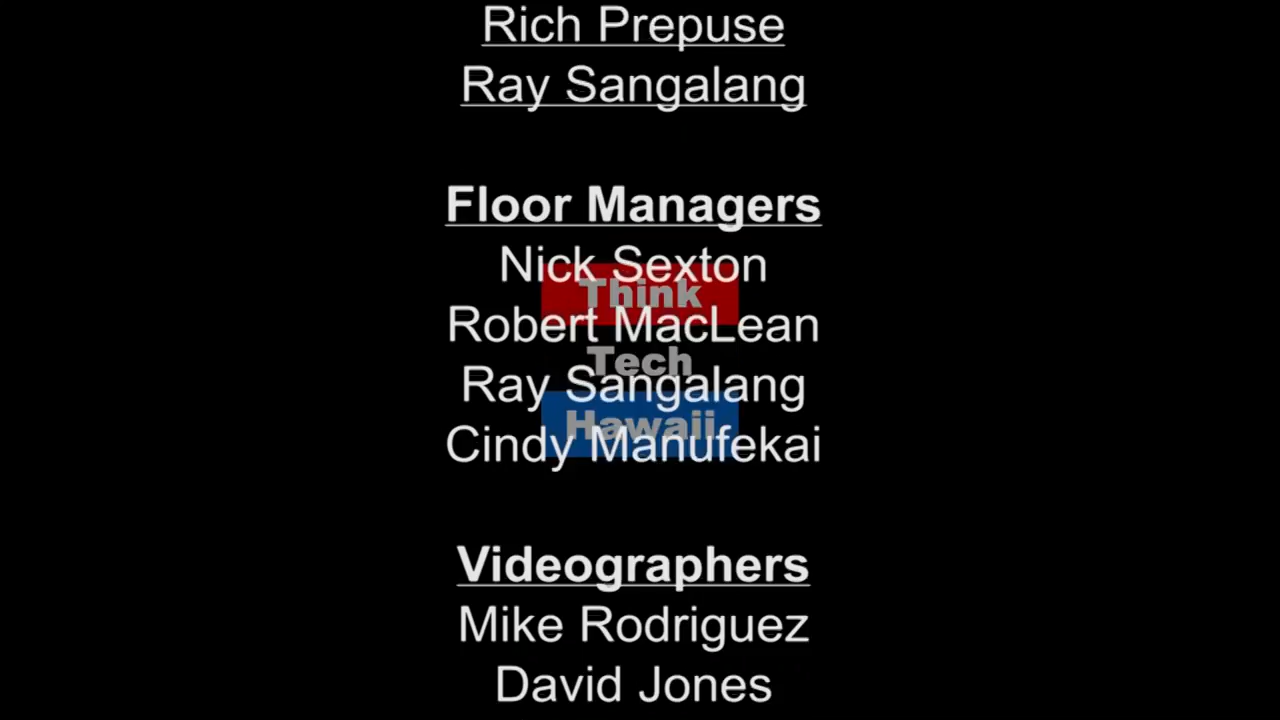 Rich Prepuse
Ray Sangalang
Floor Managers
Nick Sexton
Think
Robert MacLean
Tech
Ray Sangalang
Hawaii
Cindy Manufekai
Videographers
Mike Rodriguez
David Jones